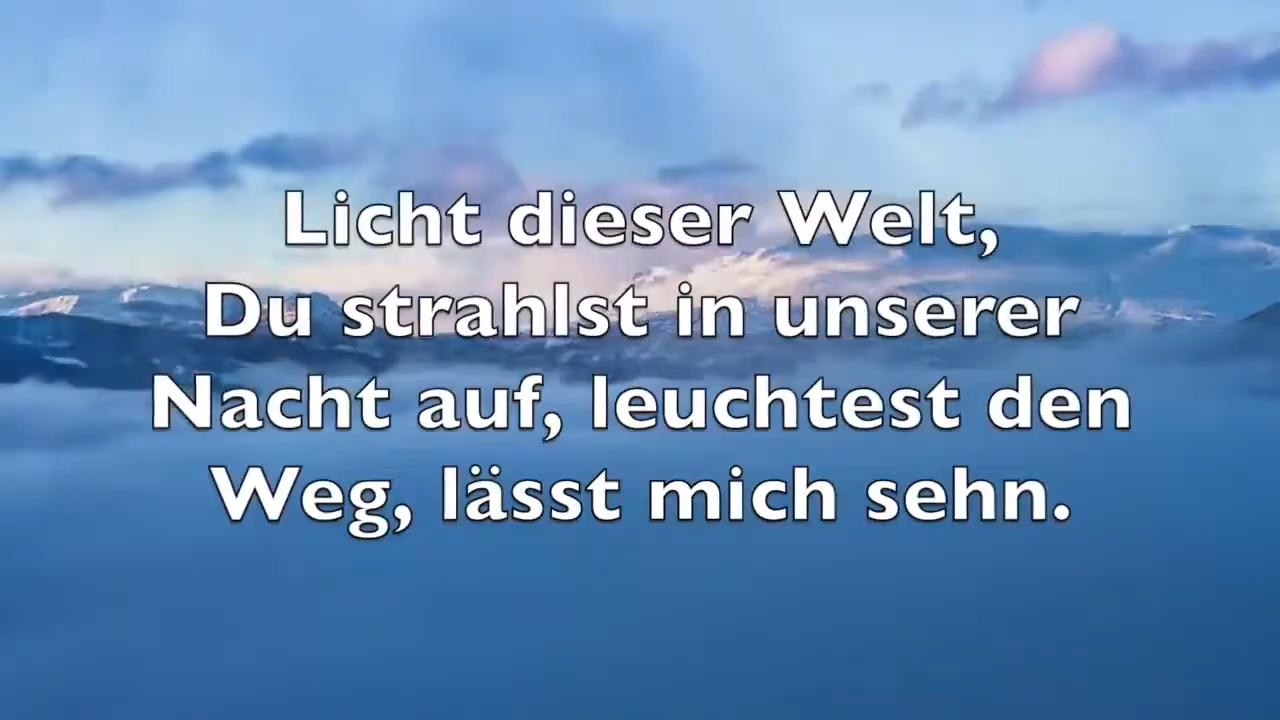 Licht dieser Welt,
Du strahlst in unserer
Nacht auf, leuchtest den
Weg, lässt mich sehn.